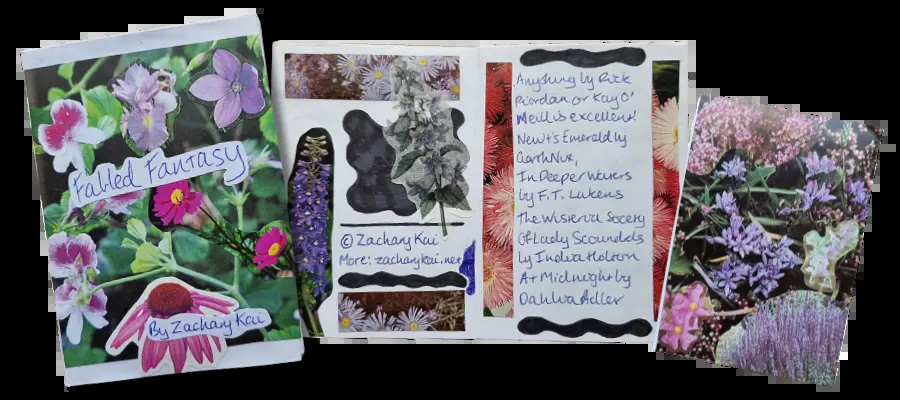 Fabled Fantasy
By Zachary Kai
© Zachary Kai
More: zacharykai.net
Anything by Rick
Riordan or Kay O'
Neill is excellent!
Newt's Emerald by
Garth Nix,
In Deeper Waters
by F.T. Lukens
The Wisteria Society
Of Lady Scoundrels
by India Holton
At Midnight by
Dahlia Adler